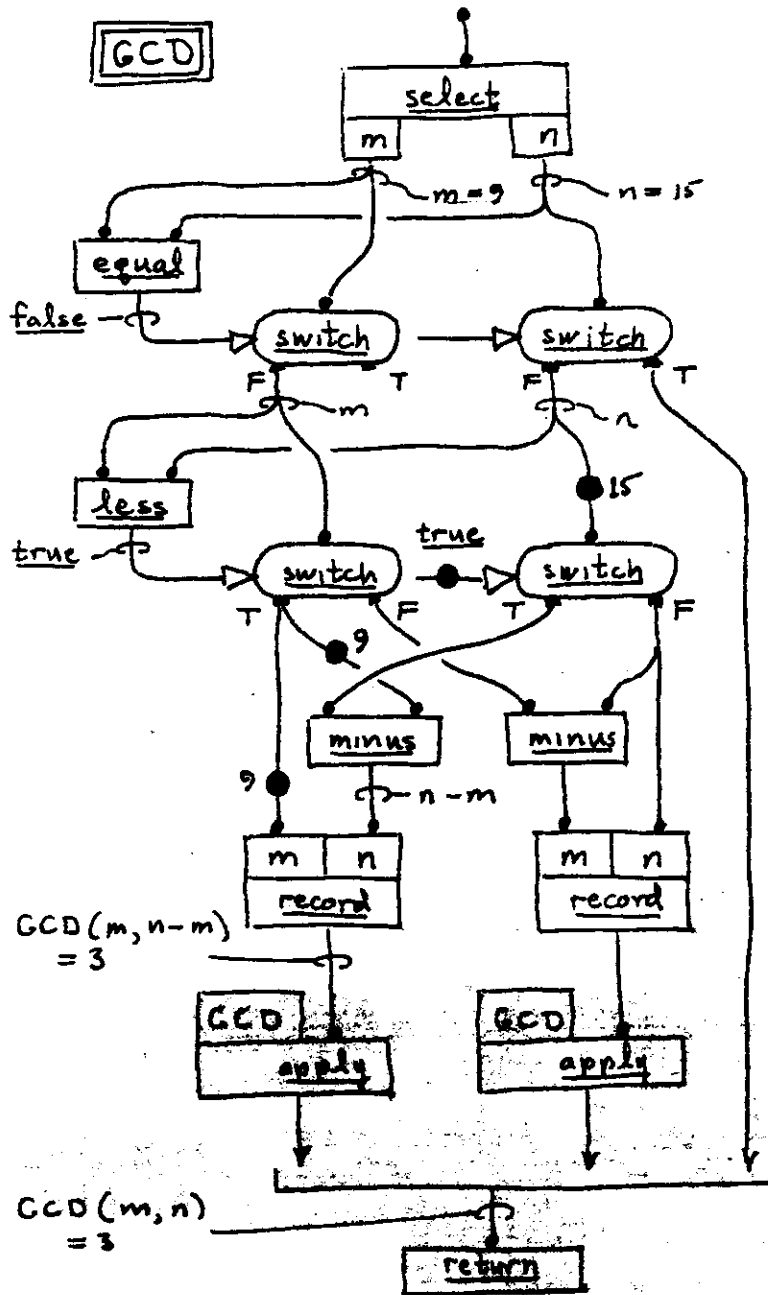 GCD
select
m n
m = 9 n = 15
equal
false
switch switch
F T F T
m n
15
less
true
true
switch switch
T F T F
9
minus minus
9
n - m
m n m n
record record
GCD (m, n-m)
= 3
GCD GCD
apply apply
GCD (m, n)
= 3
return